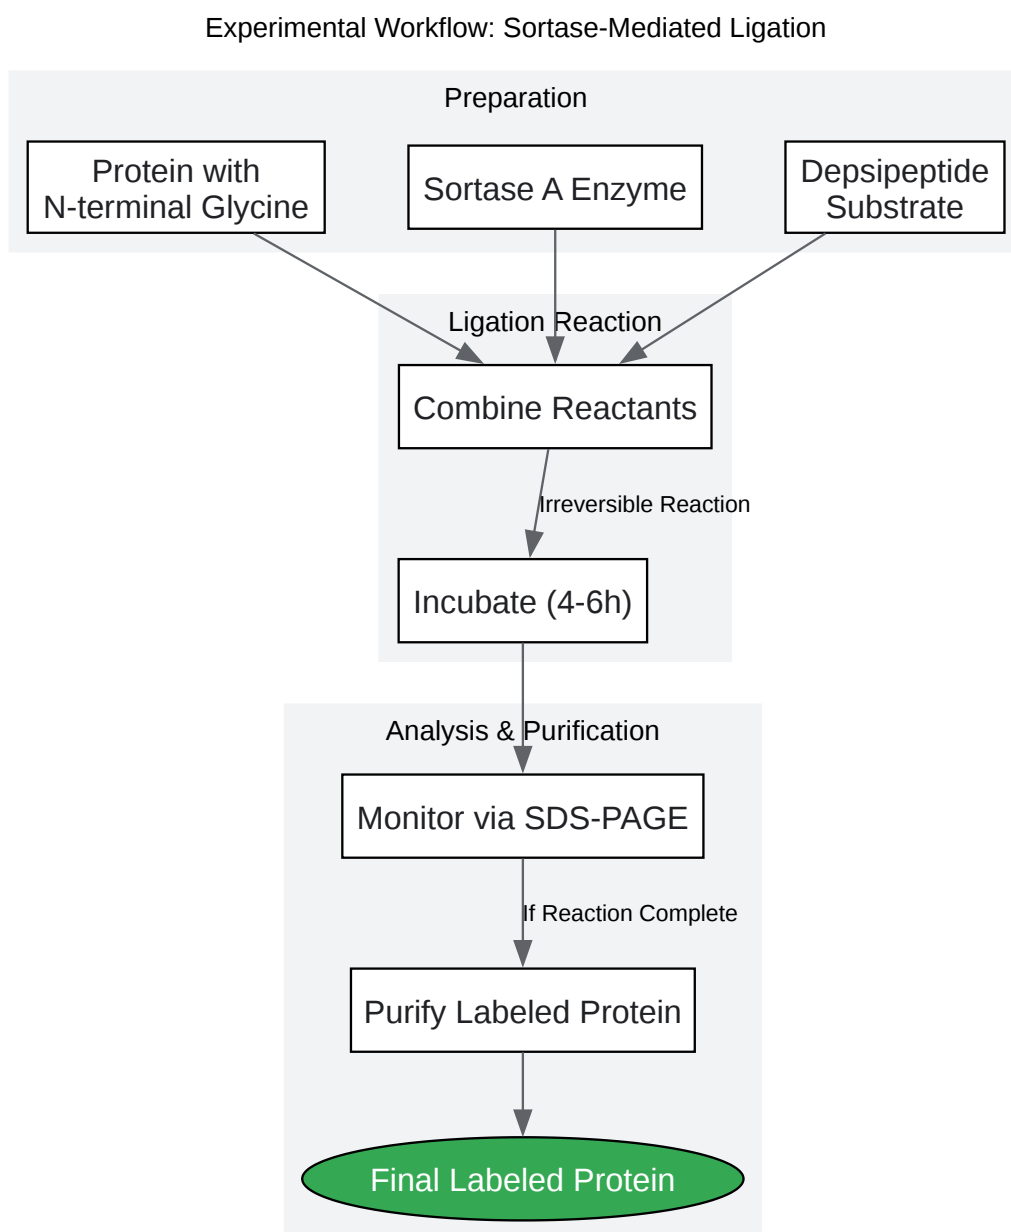 Experimental Workflow: Sortase-Mediated Ligation
Preparation
Protein with
N-terminal Glycine
Sortase A Enzyme
Depsipeptide
Substrate
Ligation Reaction
Combine Reactants
Irreversible Reaction
Incubate (4-6h)
Analysis & Purification
Monitor via SDS-PAGE
If Reaction Complete
Purify Labeled Protein
Final Labeled Protein